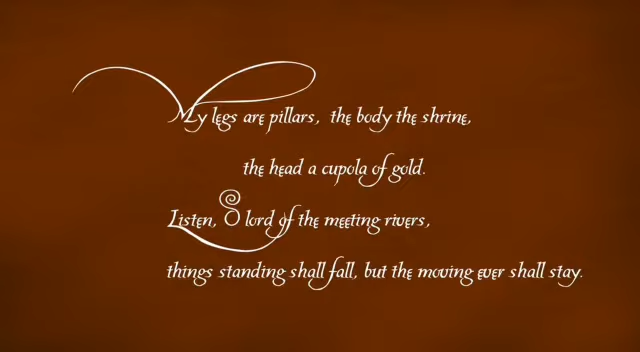 My legs are pillars, the body the shrine,
the head a cupola of gold.
Listen, O lord of the meeting rivers,
things standing shall fall, but the moving ever shall stay.